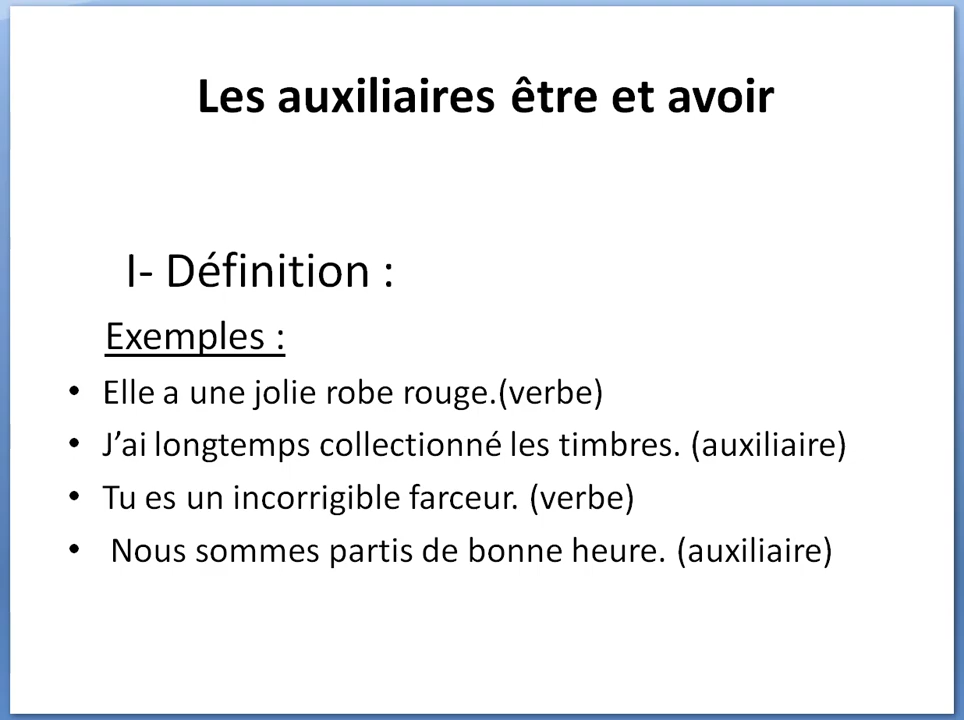 Les auxiliaires être et avoir
I- Définition :
Exemples :
• Elle a une jolie robe rouge.(verbe)
• J’ai longtemps collectionné les timbres. (auxiliaire)
• Tu es un incorrigible farceur. (verbe)
• Nous sommes partis de bonne heure. (auxiliaire)